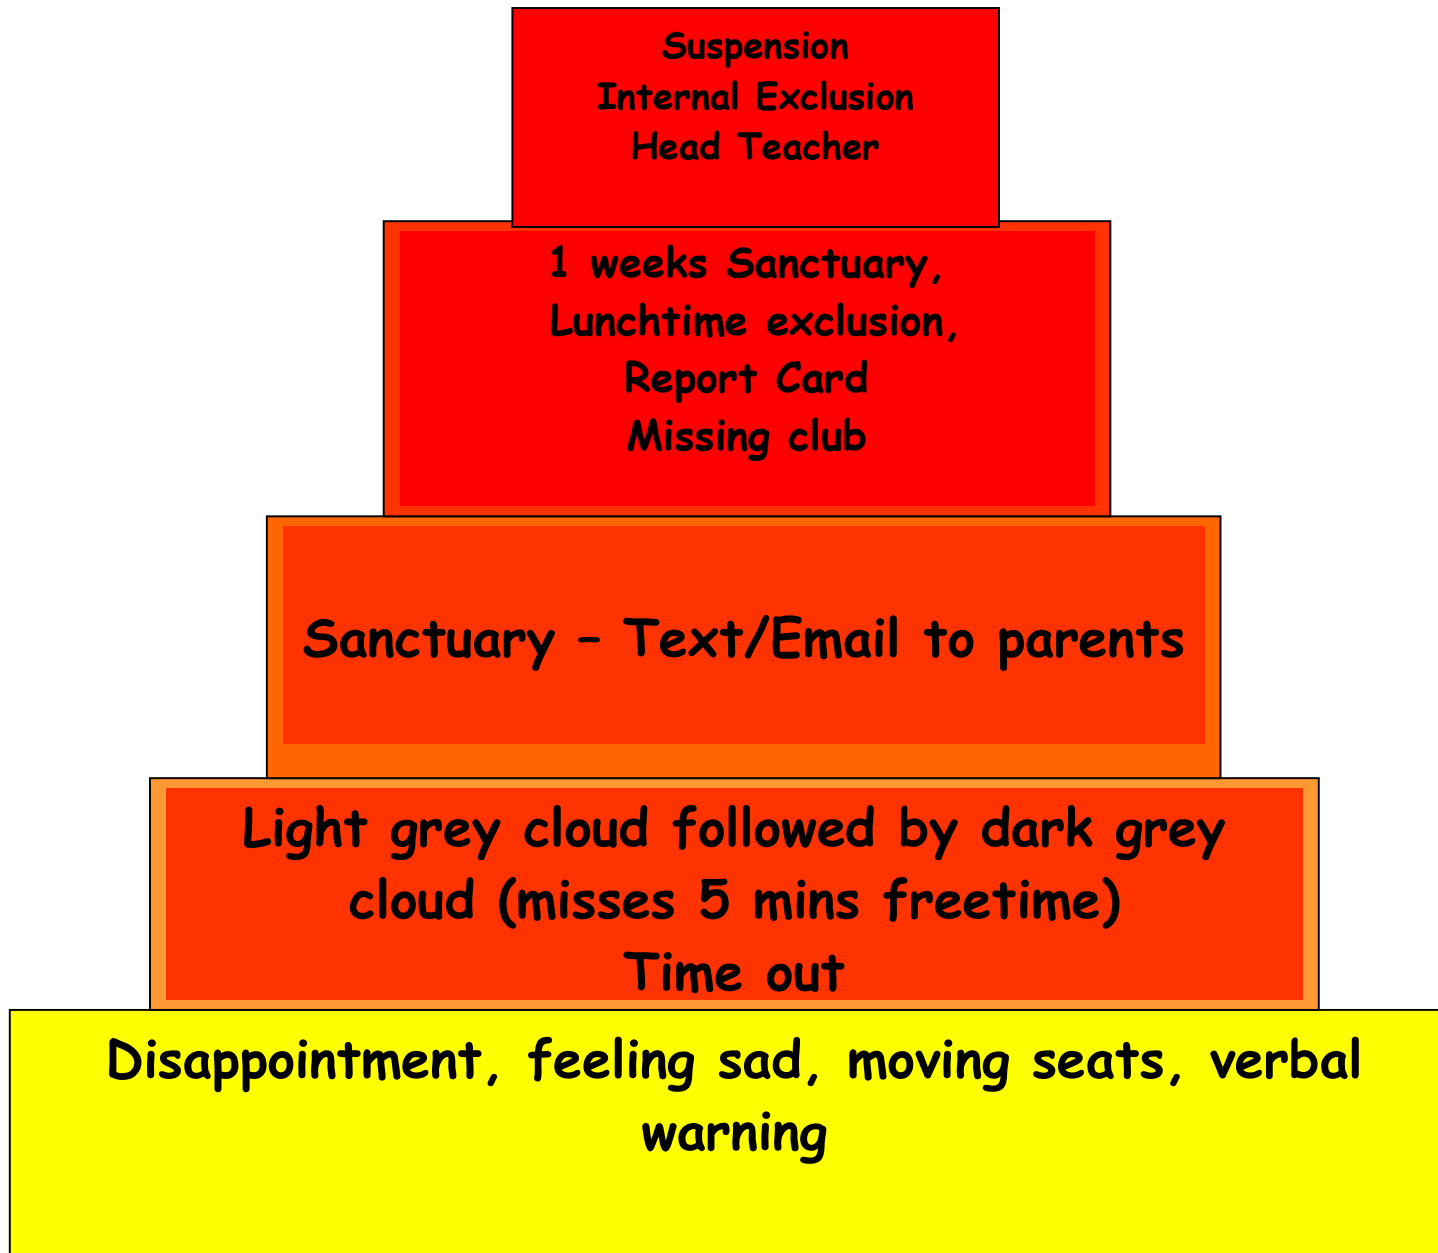 Suspension
Internal Exclusion
Head Teacher
1 weeks Sanctuary,
Lunchtime exclusion,
Report Card
Missing club
Sanctuary – Text/Email to parents
Light grey cloud followed by dark grey
cloud (misses 5 mins freetime)
Time out
Disappointment, feeling sad, moving seats, verbal
warning